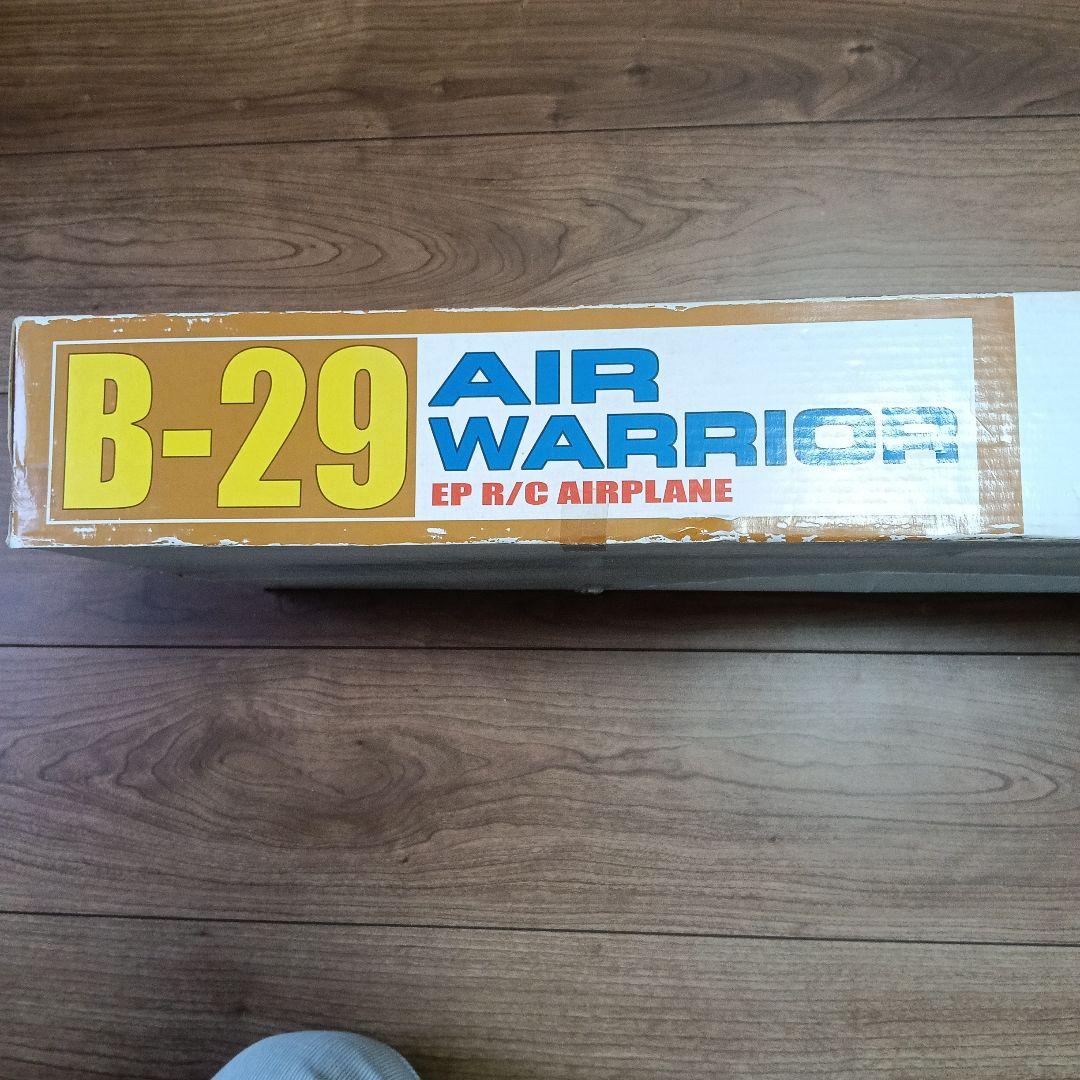 B-29
AIR
WARRIOR
EP R/C AIRPLANE